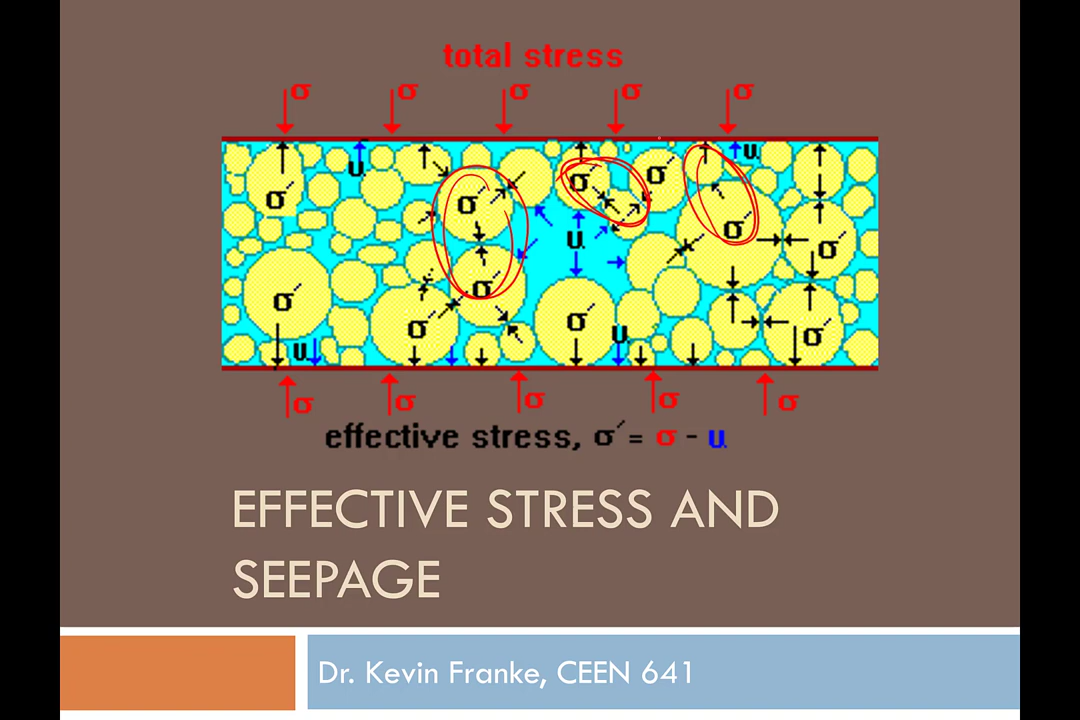 total stress
σ σ σ σ σ
u u
σ´ σ´ σ´ σ´
σ´ u σ´
σ´ σ´
σ´ σ´ σ´ u σ´
u
σ σ σ σ σ
effective stress, σ´ = σ - u
EFFECTIVE STRESS AND
SEEPAGE
Dr. Kevin Franke, CEEN 641